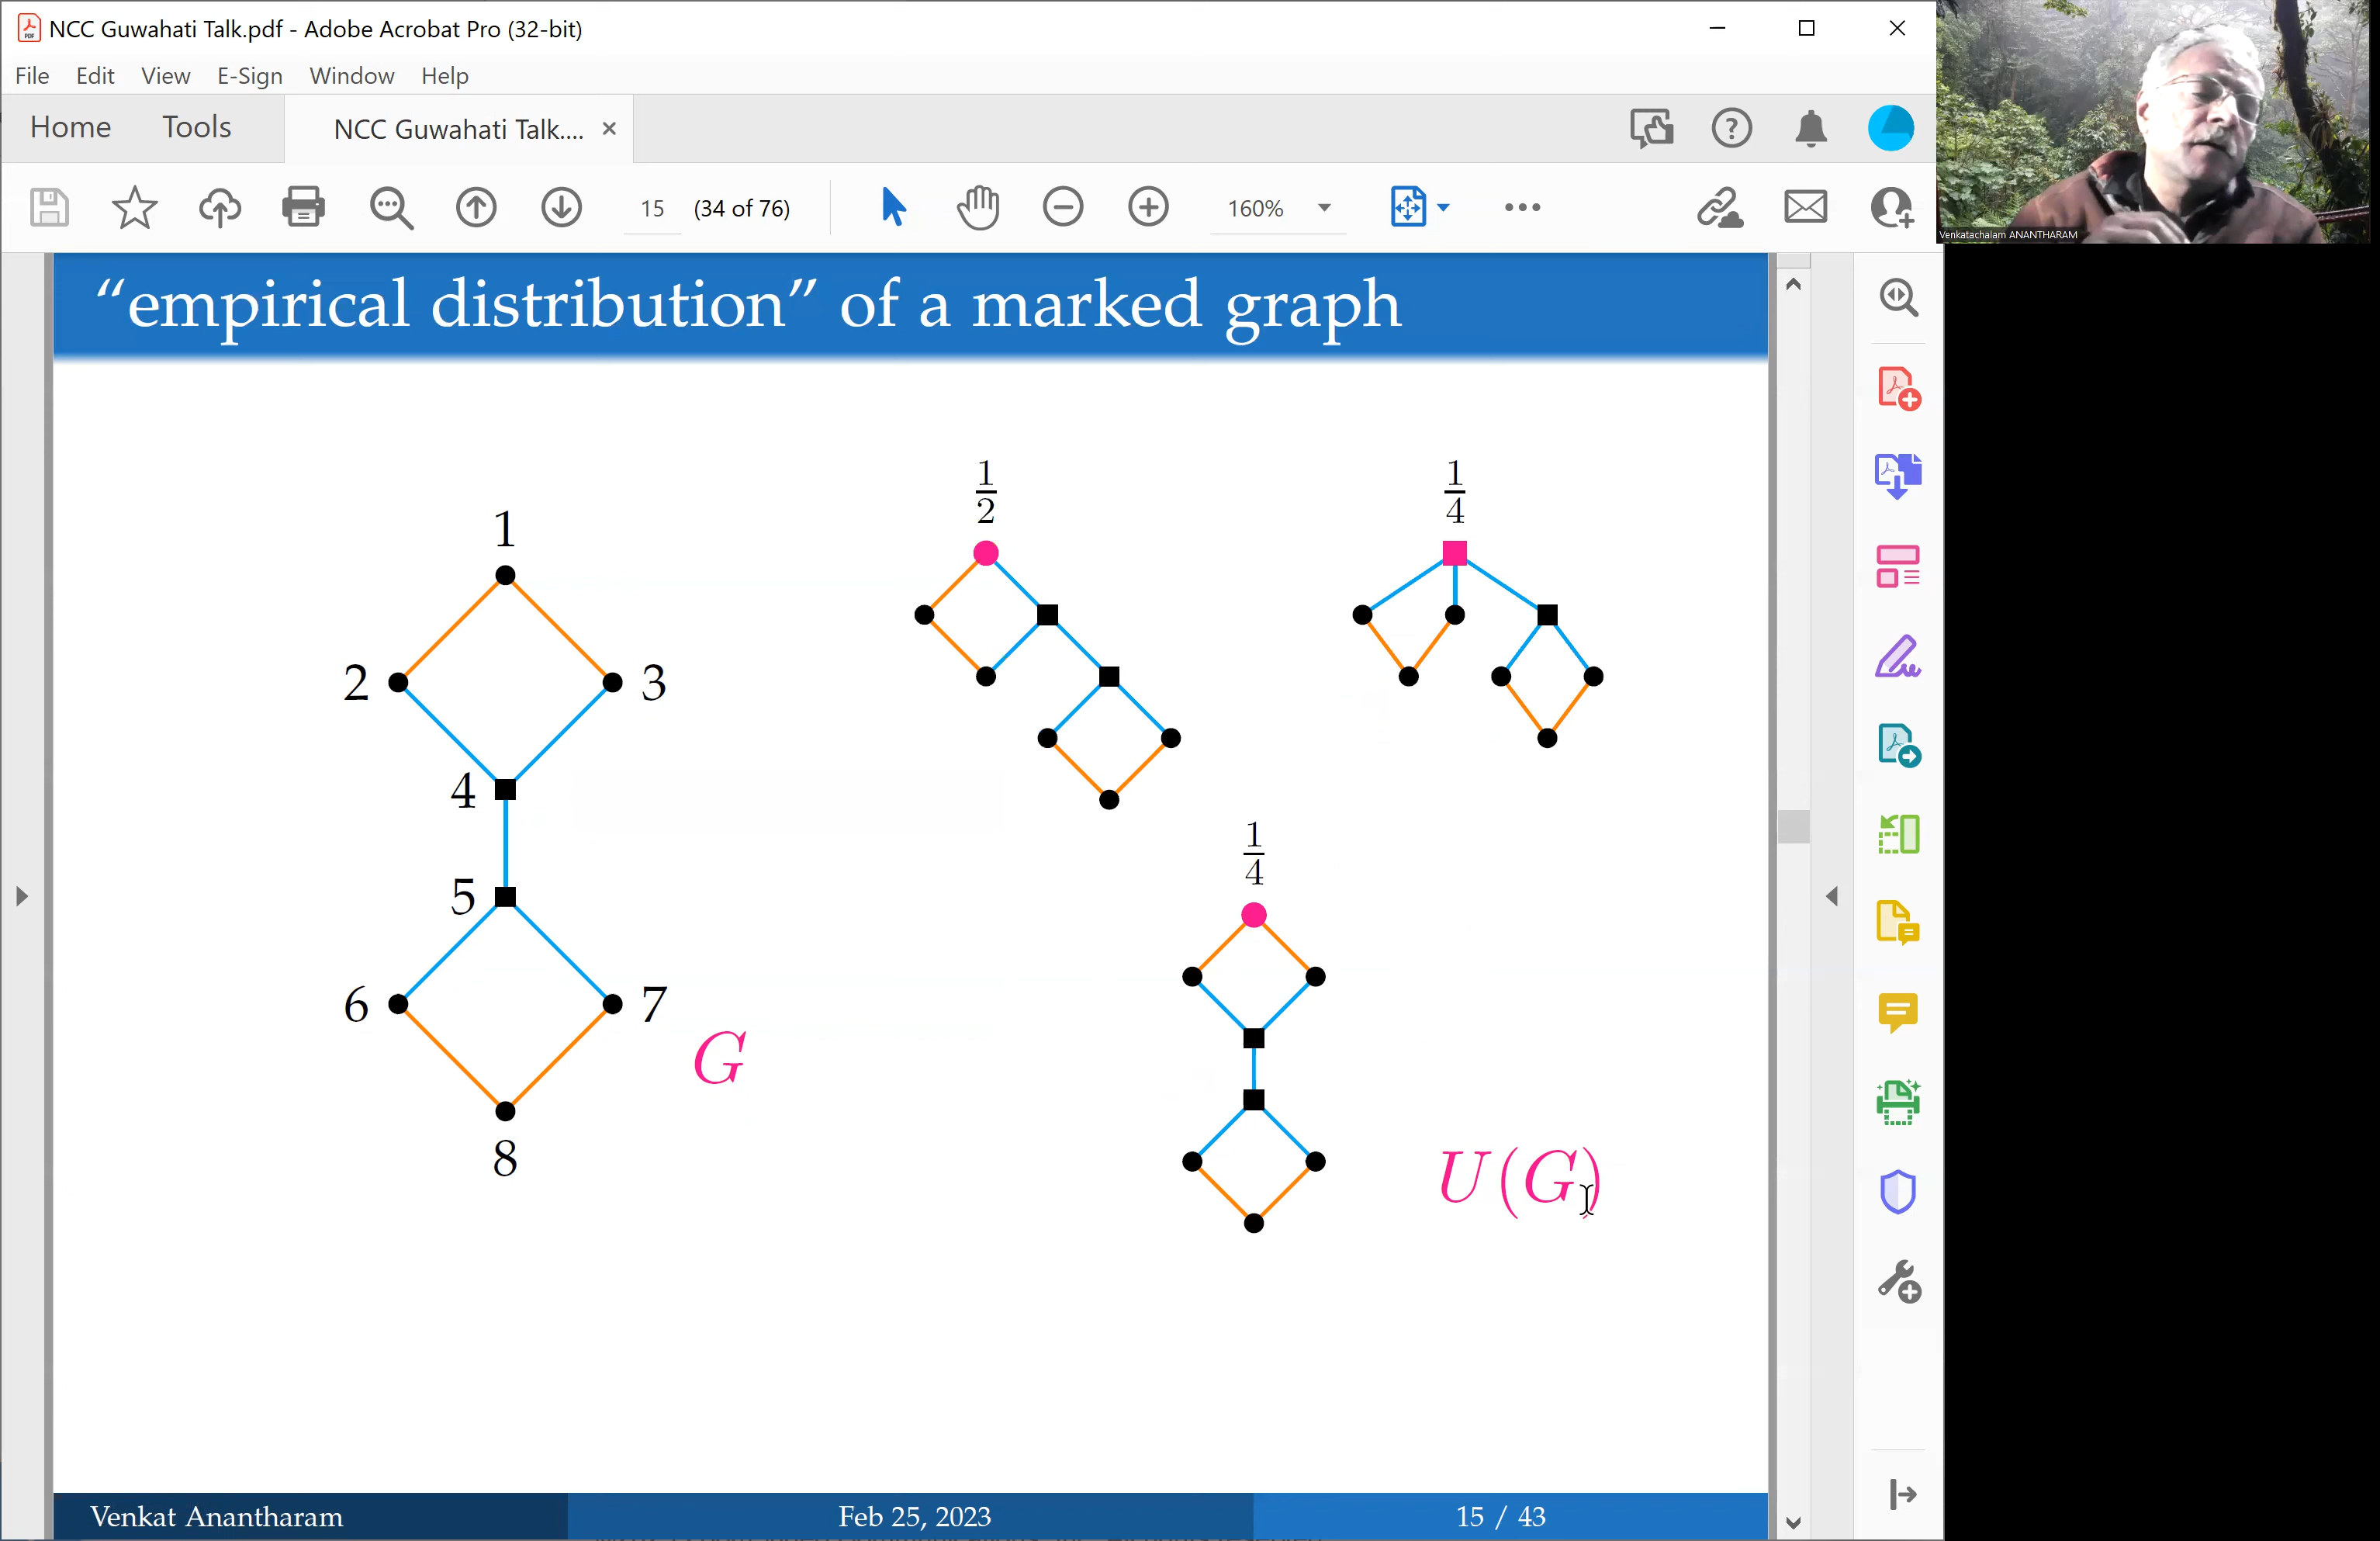 NCC Guwahati Talk.pdf - Adobe Acrobat Pro (32-bit)
File Edit View E-Sign Window Help
Home Tools NCC Guwahati Talk.... ×
15 (34 of 76) 160%
Venkatachalam ANANTHARAM
“empirical distribution” of a marked graph
1
2 3
4
5
6 7
8
G
1/2
1/4
1/4
U(G)
Venkat Anantharam Feb 25, 2023 15 / 43